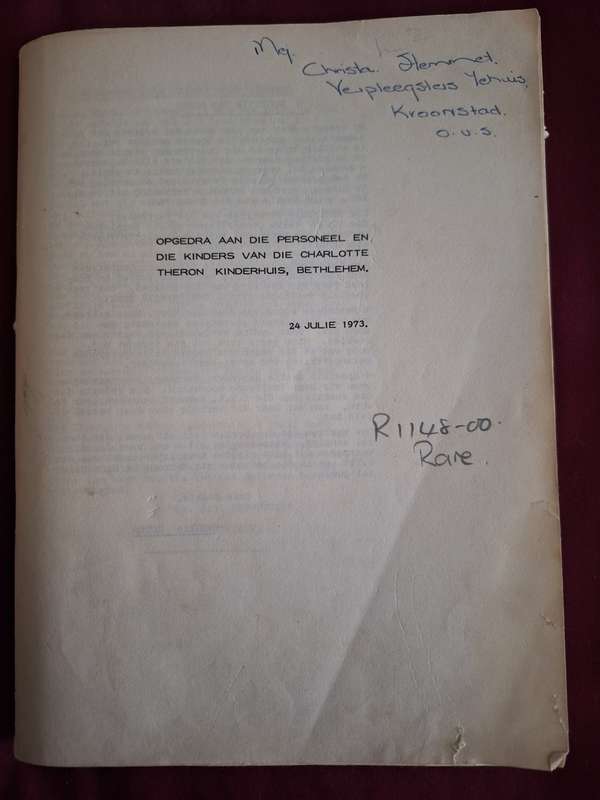 Mej.
Christa. Hemmet.
Verpleegsters Tehuis,
Kroonstad.
O.V.S.
OPGEDRA AAN DIE PERSONEEL EN
DIE KINDERS VAN DIE CHARLOTTE
THERON KINDERHUIS, BETHLEHEM.
24 JULIE 1973.
R1148-00.
Rare.